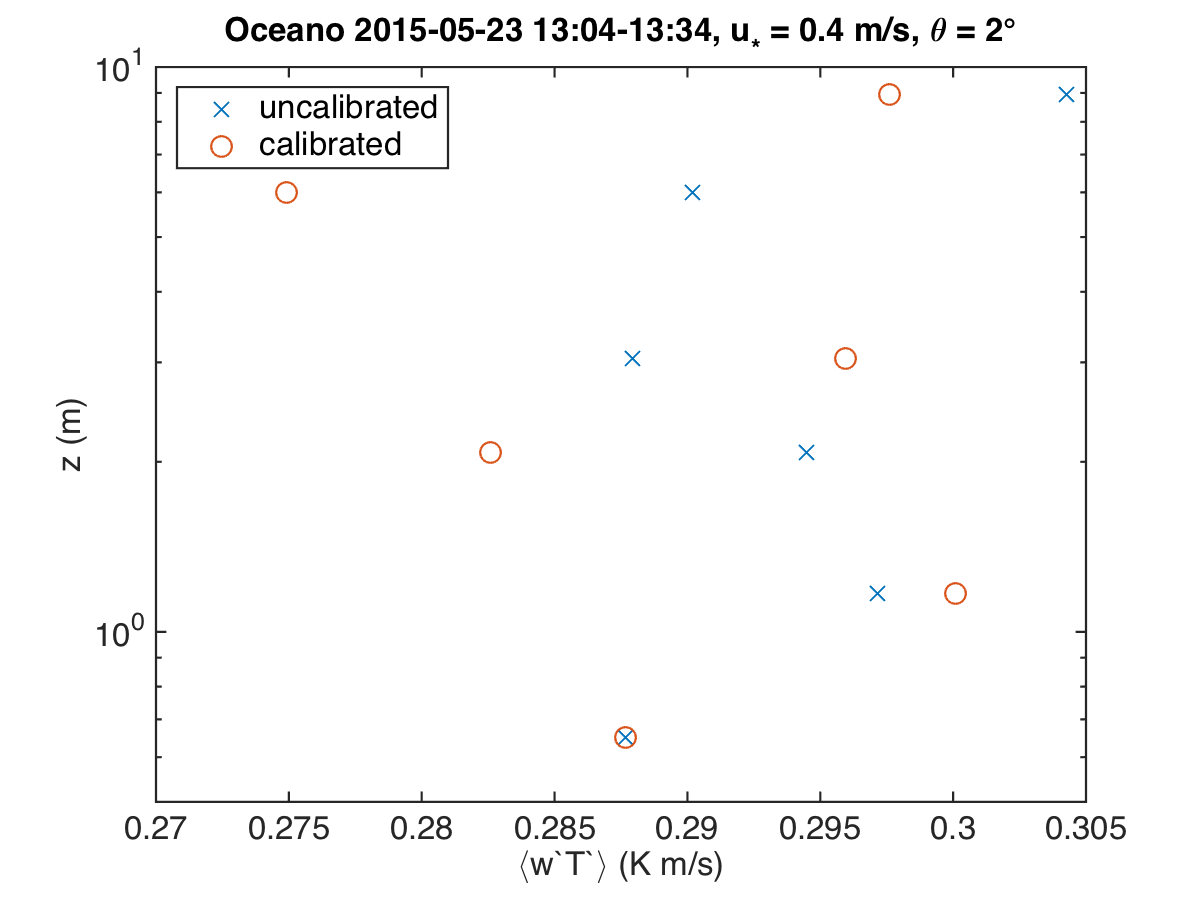 Oceano 2015-05-23 13:04-13:34, u* = 0.4 m/s, θ = 2°
10¹
uncalibrated
calibrated
z (m)
10⁰
0.27 0.275 0.28 0.285 0.29 0.295 0.3 0.305
⟨w`T`⟩ (K m/s)